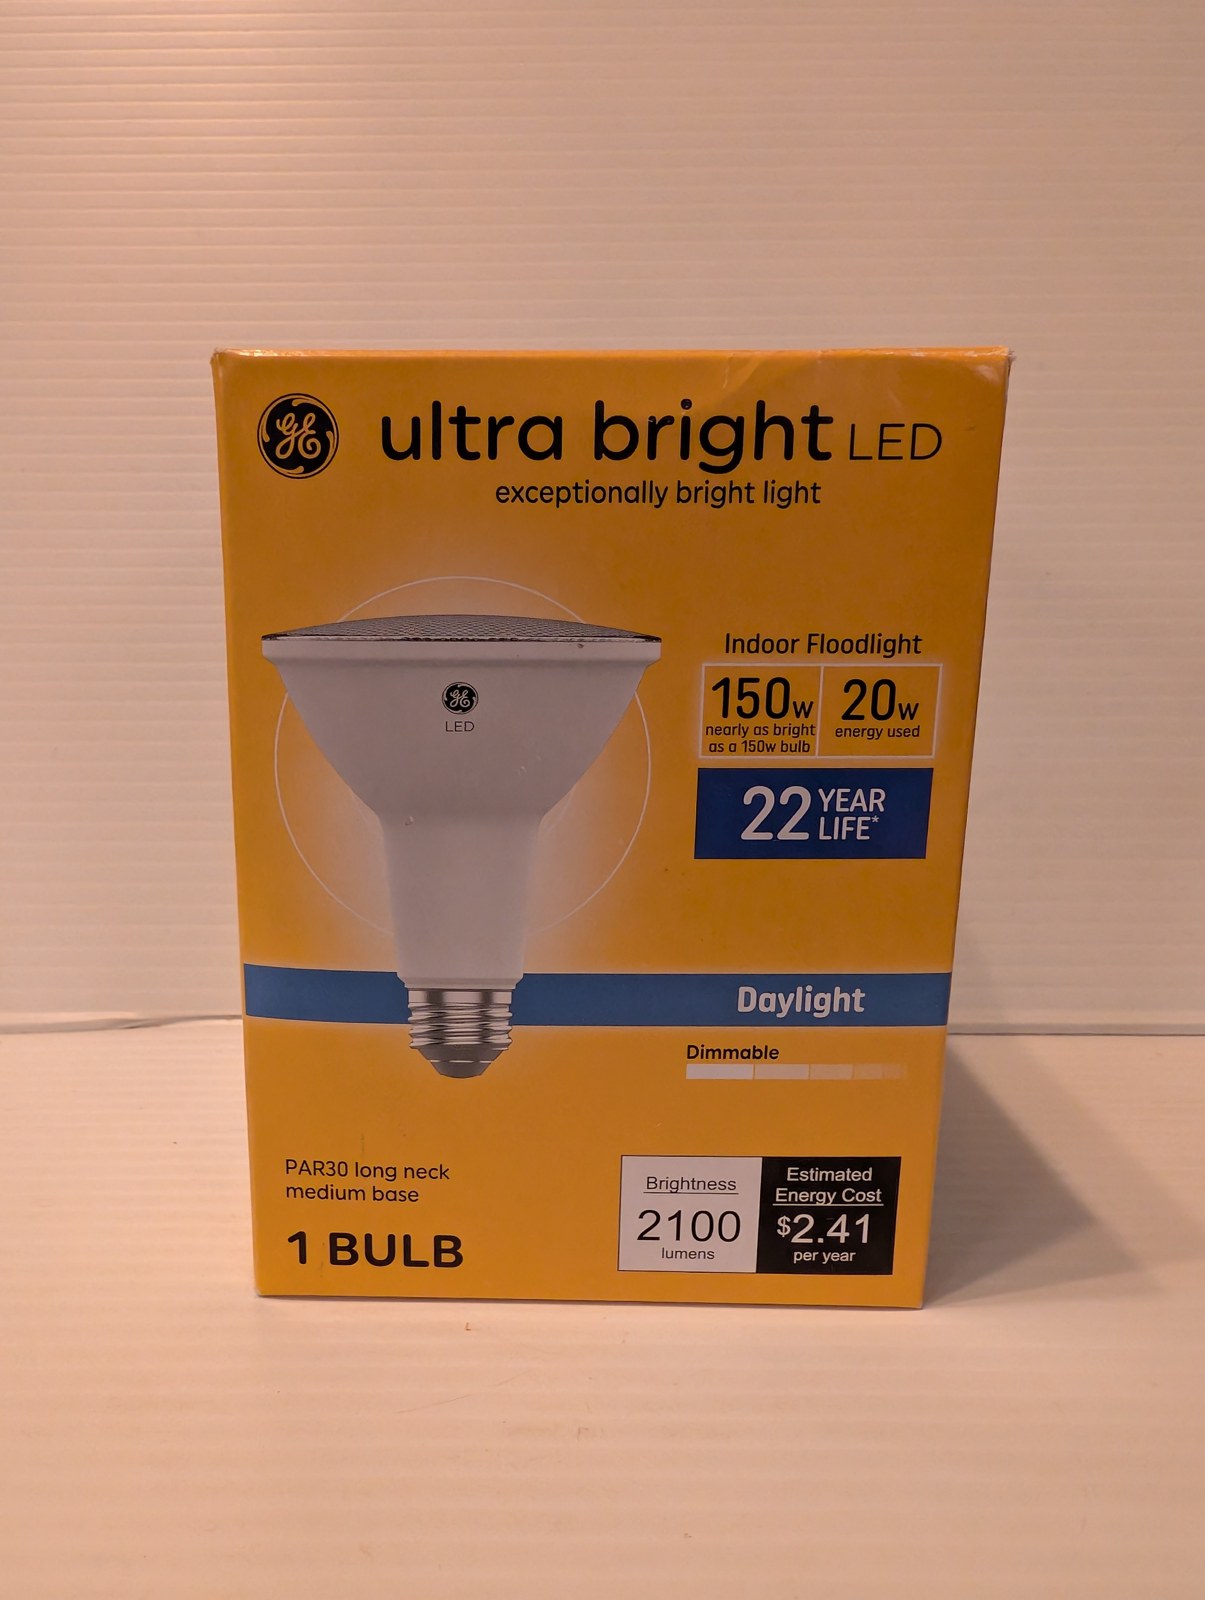 GE
ultra bright LED
exceptionally bright light
GE
LED
Indoor Floodlight
150w
nearly as bright
as a 150w bulb
20w
energy used
22 YEAR
LIFE*
Daylight
Dimmable
PAR30 long neck
medium base
1 BULB
Brightness
2100
lumens
Estimated
Energy Cost
$2.41
per year